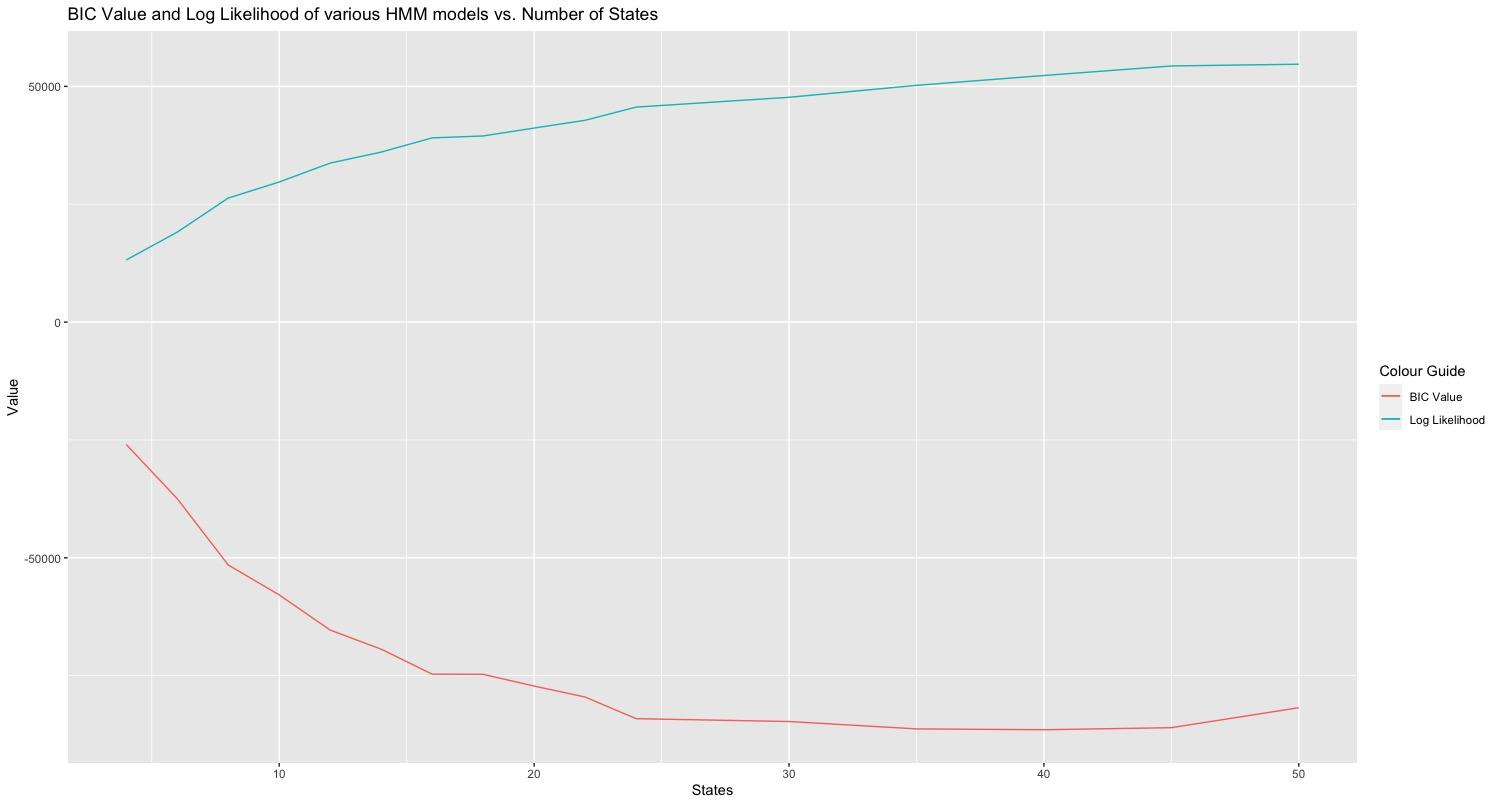 BIC Value and Log Likelihood of various HMM models vs. Number of States
50000
0
-50000
Value
10
20
30
40
50
States
Colour Guide
BIC Value
Log Likelihood